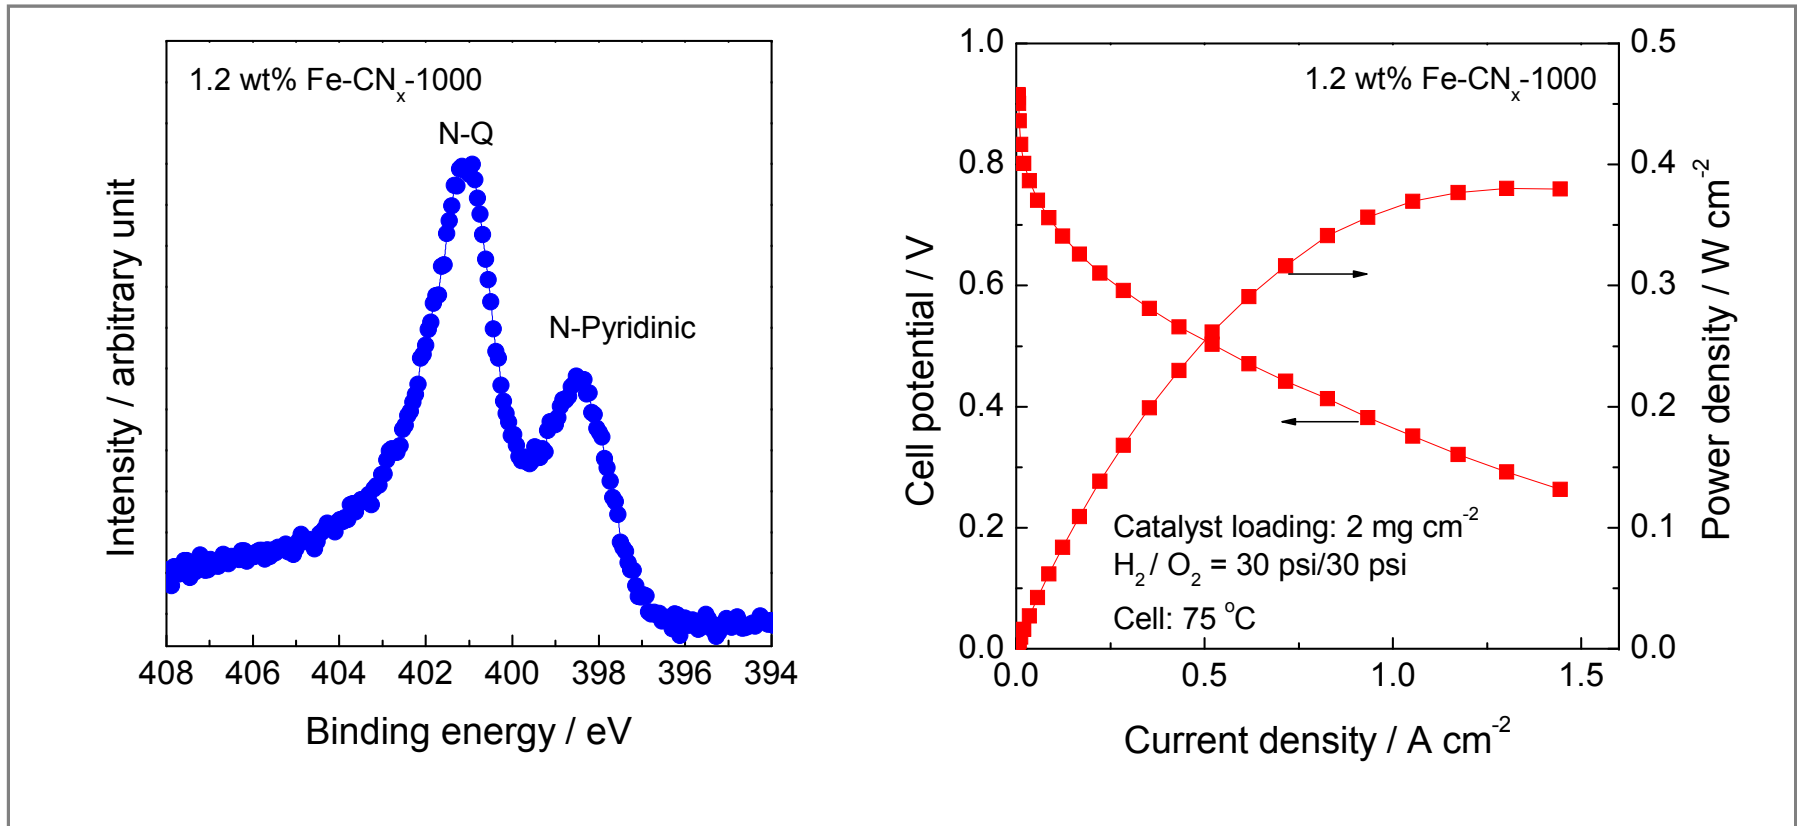 1.2 wt% Fe-CNx-1000
N-Q
N-Pyridinic
Intensity / arbitrary unit
408 406 404 402 400 398 396 394
Binding energy / eV
1.2 wt% Fe-CNx-1000
1.0
0.8
0.6
0.4
0.2
0.0
Cell potential / V
0.5
0.4
0.3
0.2
0.1
0.0
Power density / W cm-2
Catalyst loading: 2 mg cm-2
H2 / O2 = 30 psi/30 psi
Cell: 75 oC
0.0 0.5 1.0 1.5
Current density / A cm-2